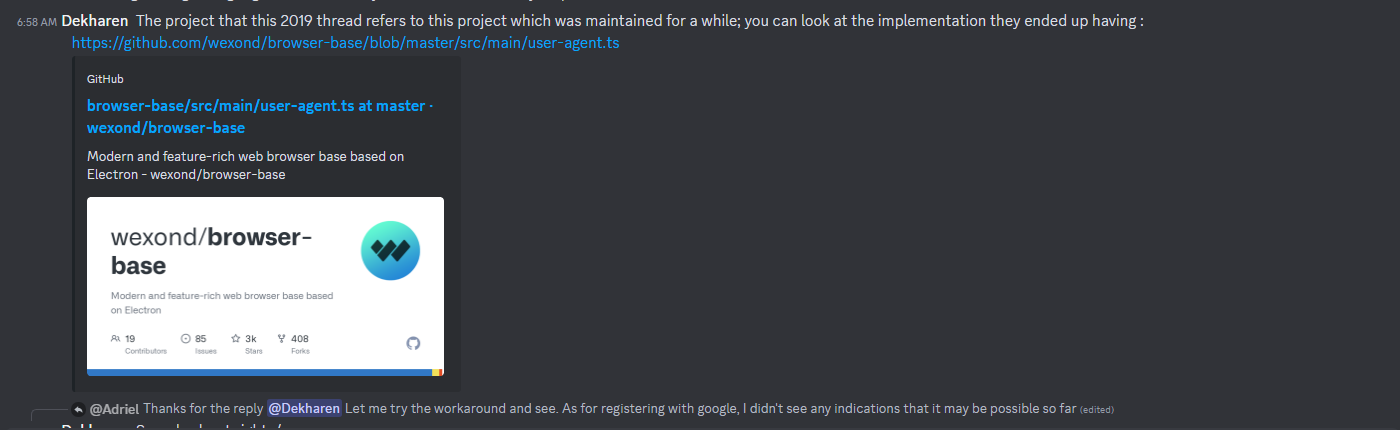 6:58 AM Dekharen The project that this 2019 thread refers to this project which was maintained for a while; you can look at the implementation they ended up having :
https://github.com/wexond/browser-base/blob/master/src/main/user-agent.ts
GitHub
browser-base/src/main/user-agent.ts at master ·
wexond/browser-base
Modern and feature-rich web browser base based on
Electron - wexond/browser-base
wexond/browser-
base
Modern and feature-rich web browser base based
on Electron
19 85 3k 408
Contributors Issues Stars Forks
@Adriel Thanks for the reply @Dekharen Let me try the workaround and see. As for registering with google, I didn't see any indications that it may be possible so far (edited)